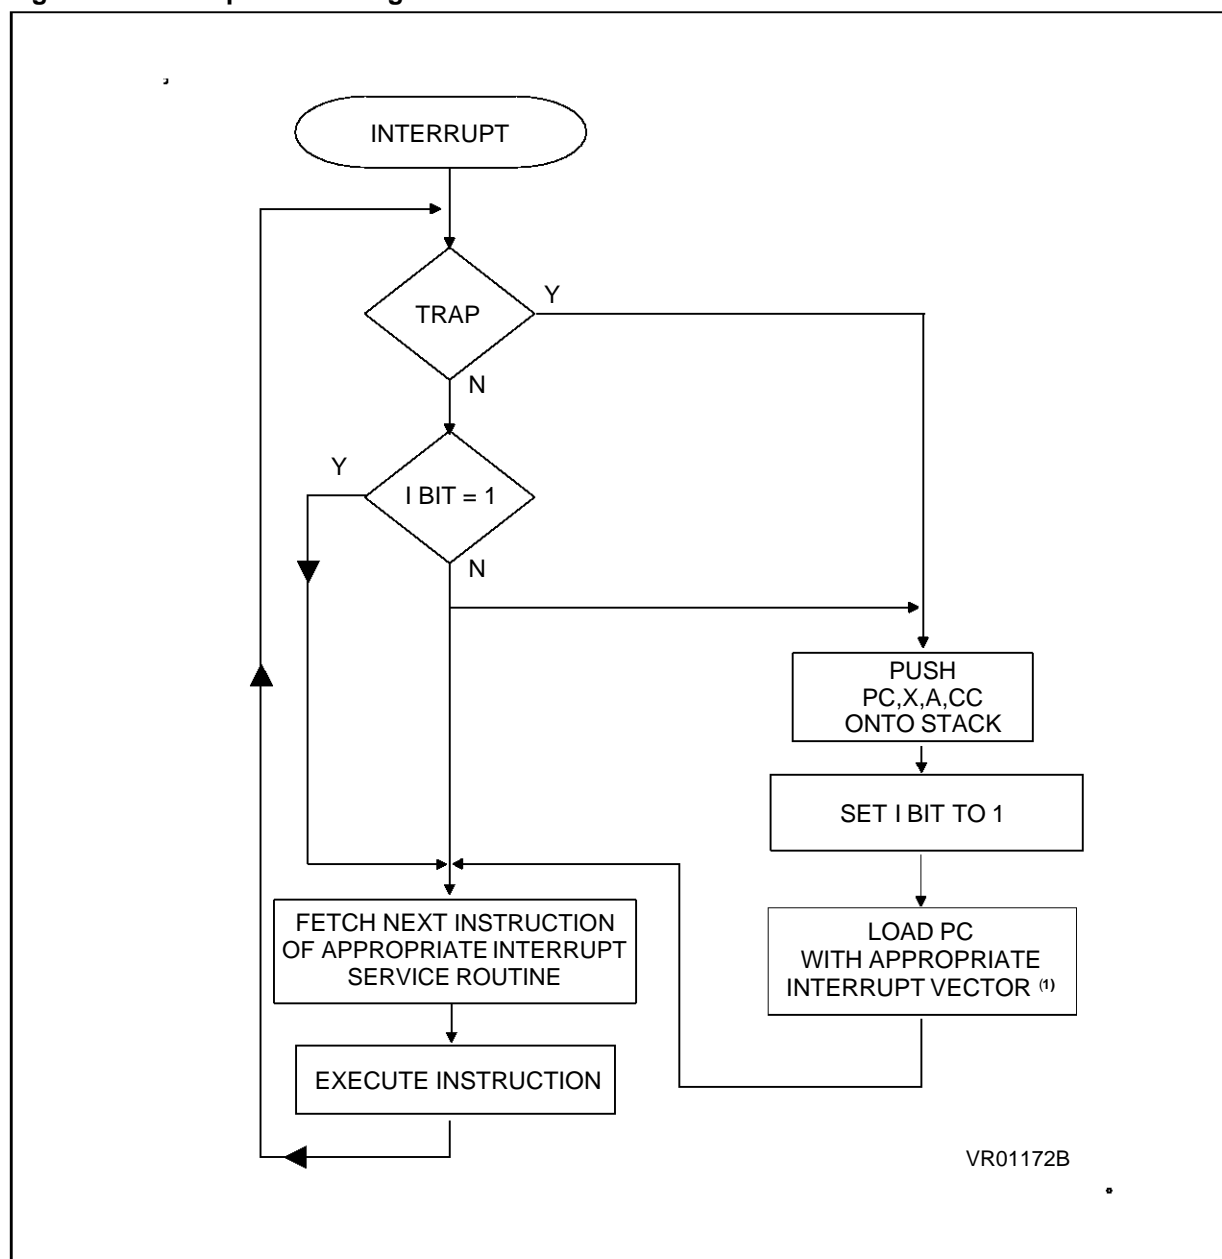 INTERRUPT
TRAP
Y
N
Y
I BIT = 1
N
PUSH
PC,X,A,CC
ONTO STACK
SET I BIT TO 1
LOAD PC
WITH APPROPRIATE
INTERRUPT VECTOR (1)
FETCH NEXT INSTRUCTION
OF APPROPRIATE INTERRUPT
SERVICE ROUTINE
EXECUTE INSTRUCTION
VR01172B